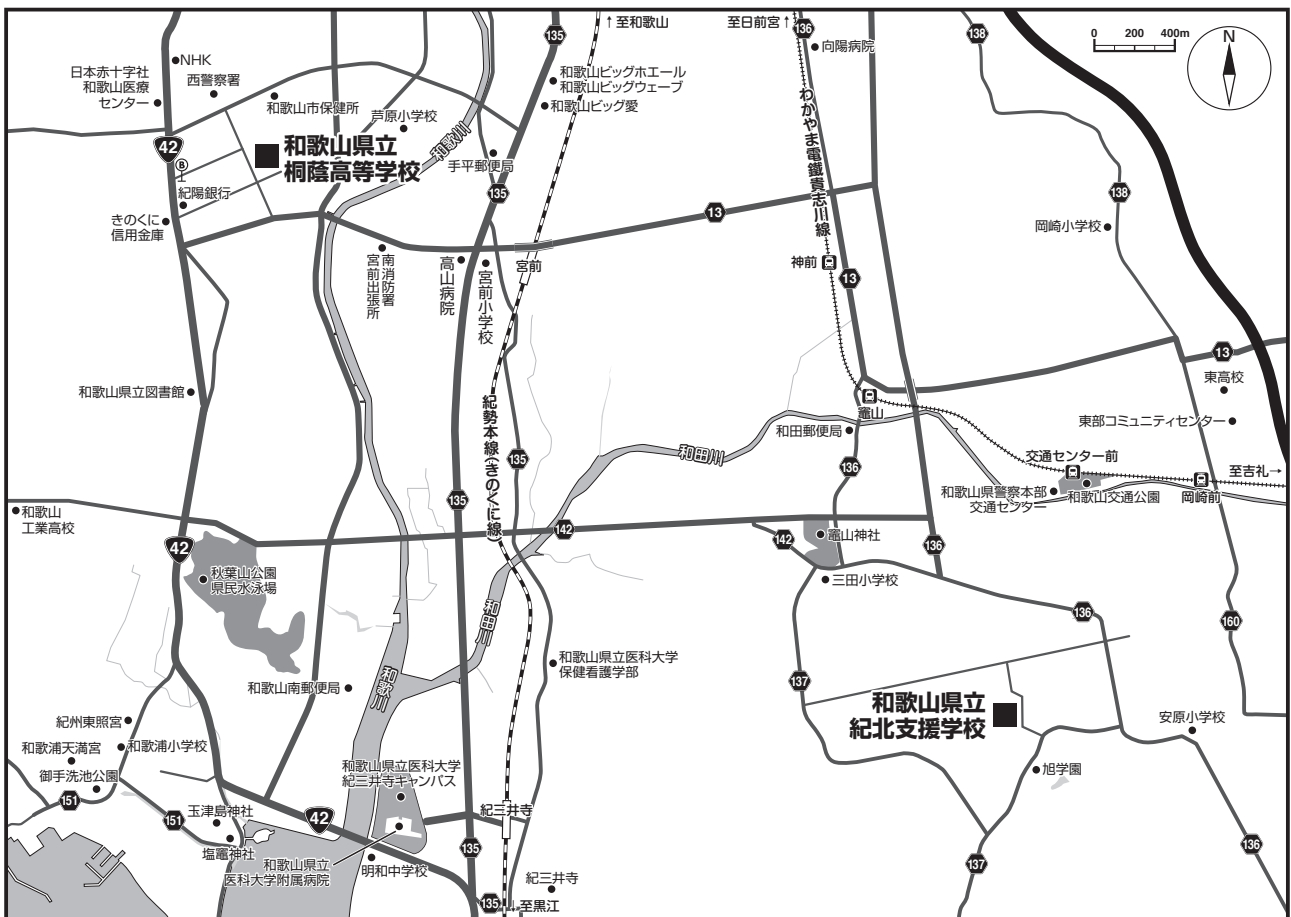 ↑至和歌山
至日前宮↑
135
136
138
0 200 400m
N
向陽病院
NHK
日本赤十字社
和歌山医療
センター
西警察署
和歌山ビッグホエール
和歌山ビッグウェーブ
和歌山ビッグ愛
和歌山市保健所
芦原小学校
和歌川
わかやま電鐵貴志川線
42
和歌山県立
桐蔭高等学校
手平郵便局
B
紀陽銀行
135
138
13
きのくに
信用金庫
岡崎小学校
南消防署
宮前出張所
高山病院
宮前小学校
宮前
神前
13
13
和歌山県立図書館
東高校
竈山
紀勢本線(きのくに線)
東部コミュニティセンター
和田郵便局
和田川
135
136
交通センター前
至吉礼→
和歌山県警察本部
交通センター
和歌山交通公園
岡崎前
135
和歌山
工業高校
142
142
竈山神社
136
42
秋葉山公園
県民水泳場
三田小学校
136
160
和田川
和歌山県立医科大学
保健看護学部
和歌川
137
和歌山南郵便局
和歌山県立
紀北支援学校
安原小学校
紀州東照宮
和歌浦天満宮
和歌浦小学校
御手洗池公園
和歌山県立医科大学
紀三井寺キャンパス
旭学園
151
151
玉津島神社
42
紀三井寺
塩竈神社
和歌山県立
医科大学附属病院
明和中学校
135
137
136
紀三井寺
135
↓至黒江